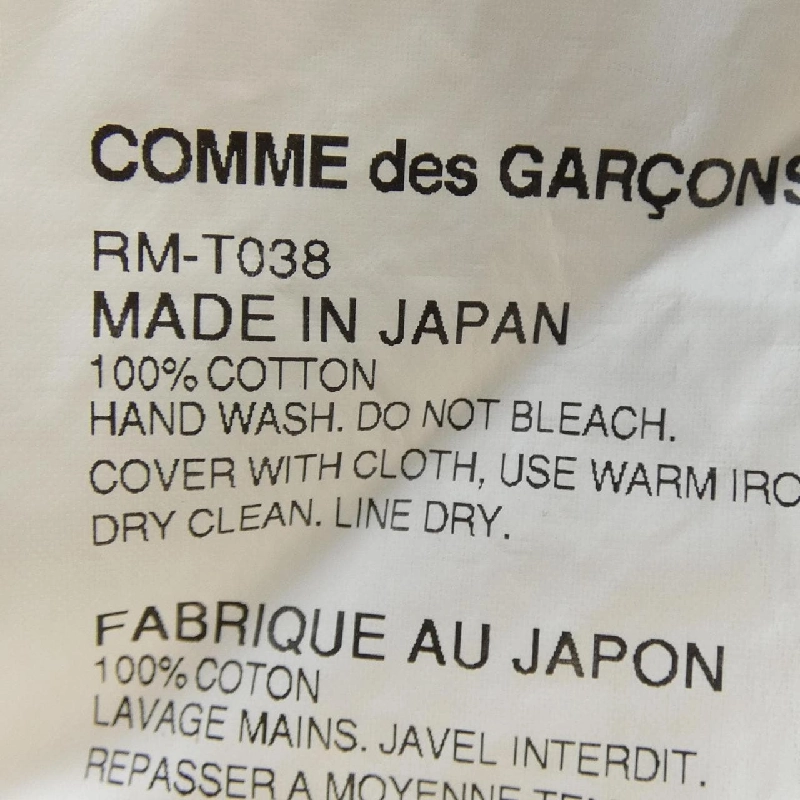 COMME des GARÇONS
RM-T038
MADE IN JAPAN
100% COTTON
HAND WASH. DO NOT BLEACH.
COVER WITH CLOTH, USE WARM
DRY CLEAN. LINE DRY.
FABRIQUE AU JAPON
100% COTON
LAVAGE MAINS. JAVEL INTERDIT.
REPASSER A MOYENNE